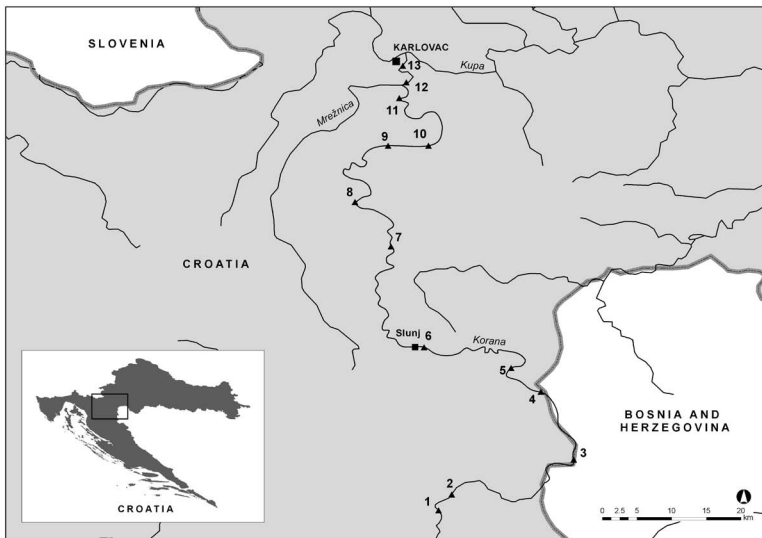 SLOVENIA
KARLOVAC
13
Kupa
12
Mrežnica
11
9
10
8
7
CROATIA
Slunj
6
Korana
5
4
BOSNIA AND
HERZEGOVINA
3
2
1
CROATIA
0 2.5 5 10 15 20
km